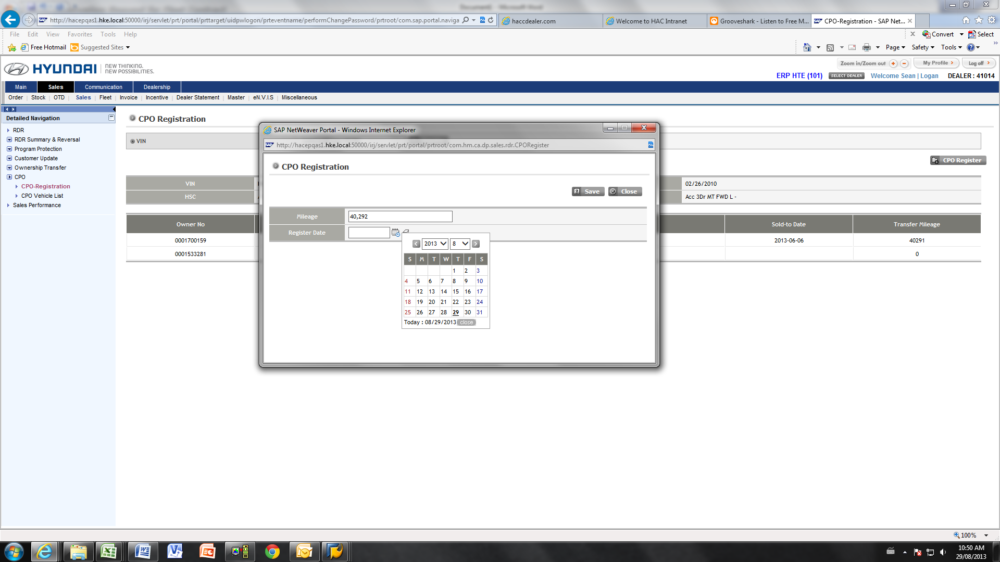 Document1 - Microsoft Word
http://hacepqas1.hke.local:50000/irj/servlet/prt/portal/prttarget/uidpwlogon/prteventname/performChangePassword/prtroot/com.sap.portal.naviga
haccdealer.com
Welcome to HAC Intranet
Grooveshark - Listen to Free M...
CPO-Registration - SAP Net...
File Edit View Favorites Tools Help
Convert Select
Free Hotmail Suggested Sites
Page Safety Tools
HYUNDAI NEW THINKING. NEW POSSIBILITIES.
Zoom in/Zoom out My Profile Log off
ERP HTE (101) SELECT DEALER Welcome Sean | Logan DEALER : 41014
Main Sales Communication Dealership
Order Stock OTD Sales Fleet Invoice Incentive Dealer Statement Master eN.V.I.S Miscellaneous
Detailed Navigation
RDR
RDR Summary & Reversal
Program Protection
Customer Update
Ownership Transfer
CPO
CPO-Registration
CPO Vehicle List
Sales Performance
CPO Registration
VIN
CPO Register
VIN 02/26/2010
HSC Acc 3Dr MT FWD L -
Owner No Sold-to Date Transfer Mileage
0001700159 2013-06-06 40291
0001533281 0
SAP NetWeaver Portal - Windows Internet Explorer
http://hacepqas1.hke.local:50000/irj/servlet/prt/portal/prtroot/com.hm.ca.dp.sales.rdr.CPORegister
CPO Registration
Save Close
Mileage 40,292
Register Date
2013 8
S M T W T F S
1 2 3
4 5 6 7 8 9 10
11 12 13 14 15 16 17
18 19 20 21 22 23 24
25 26 27 28 29 30 31
Today : 08/29/2013 close
100%
10:50 AM
29/08/2013